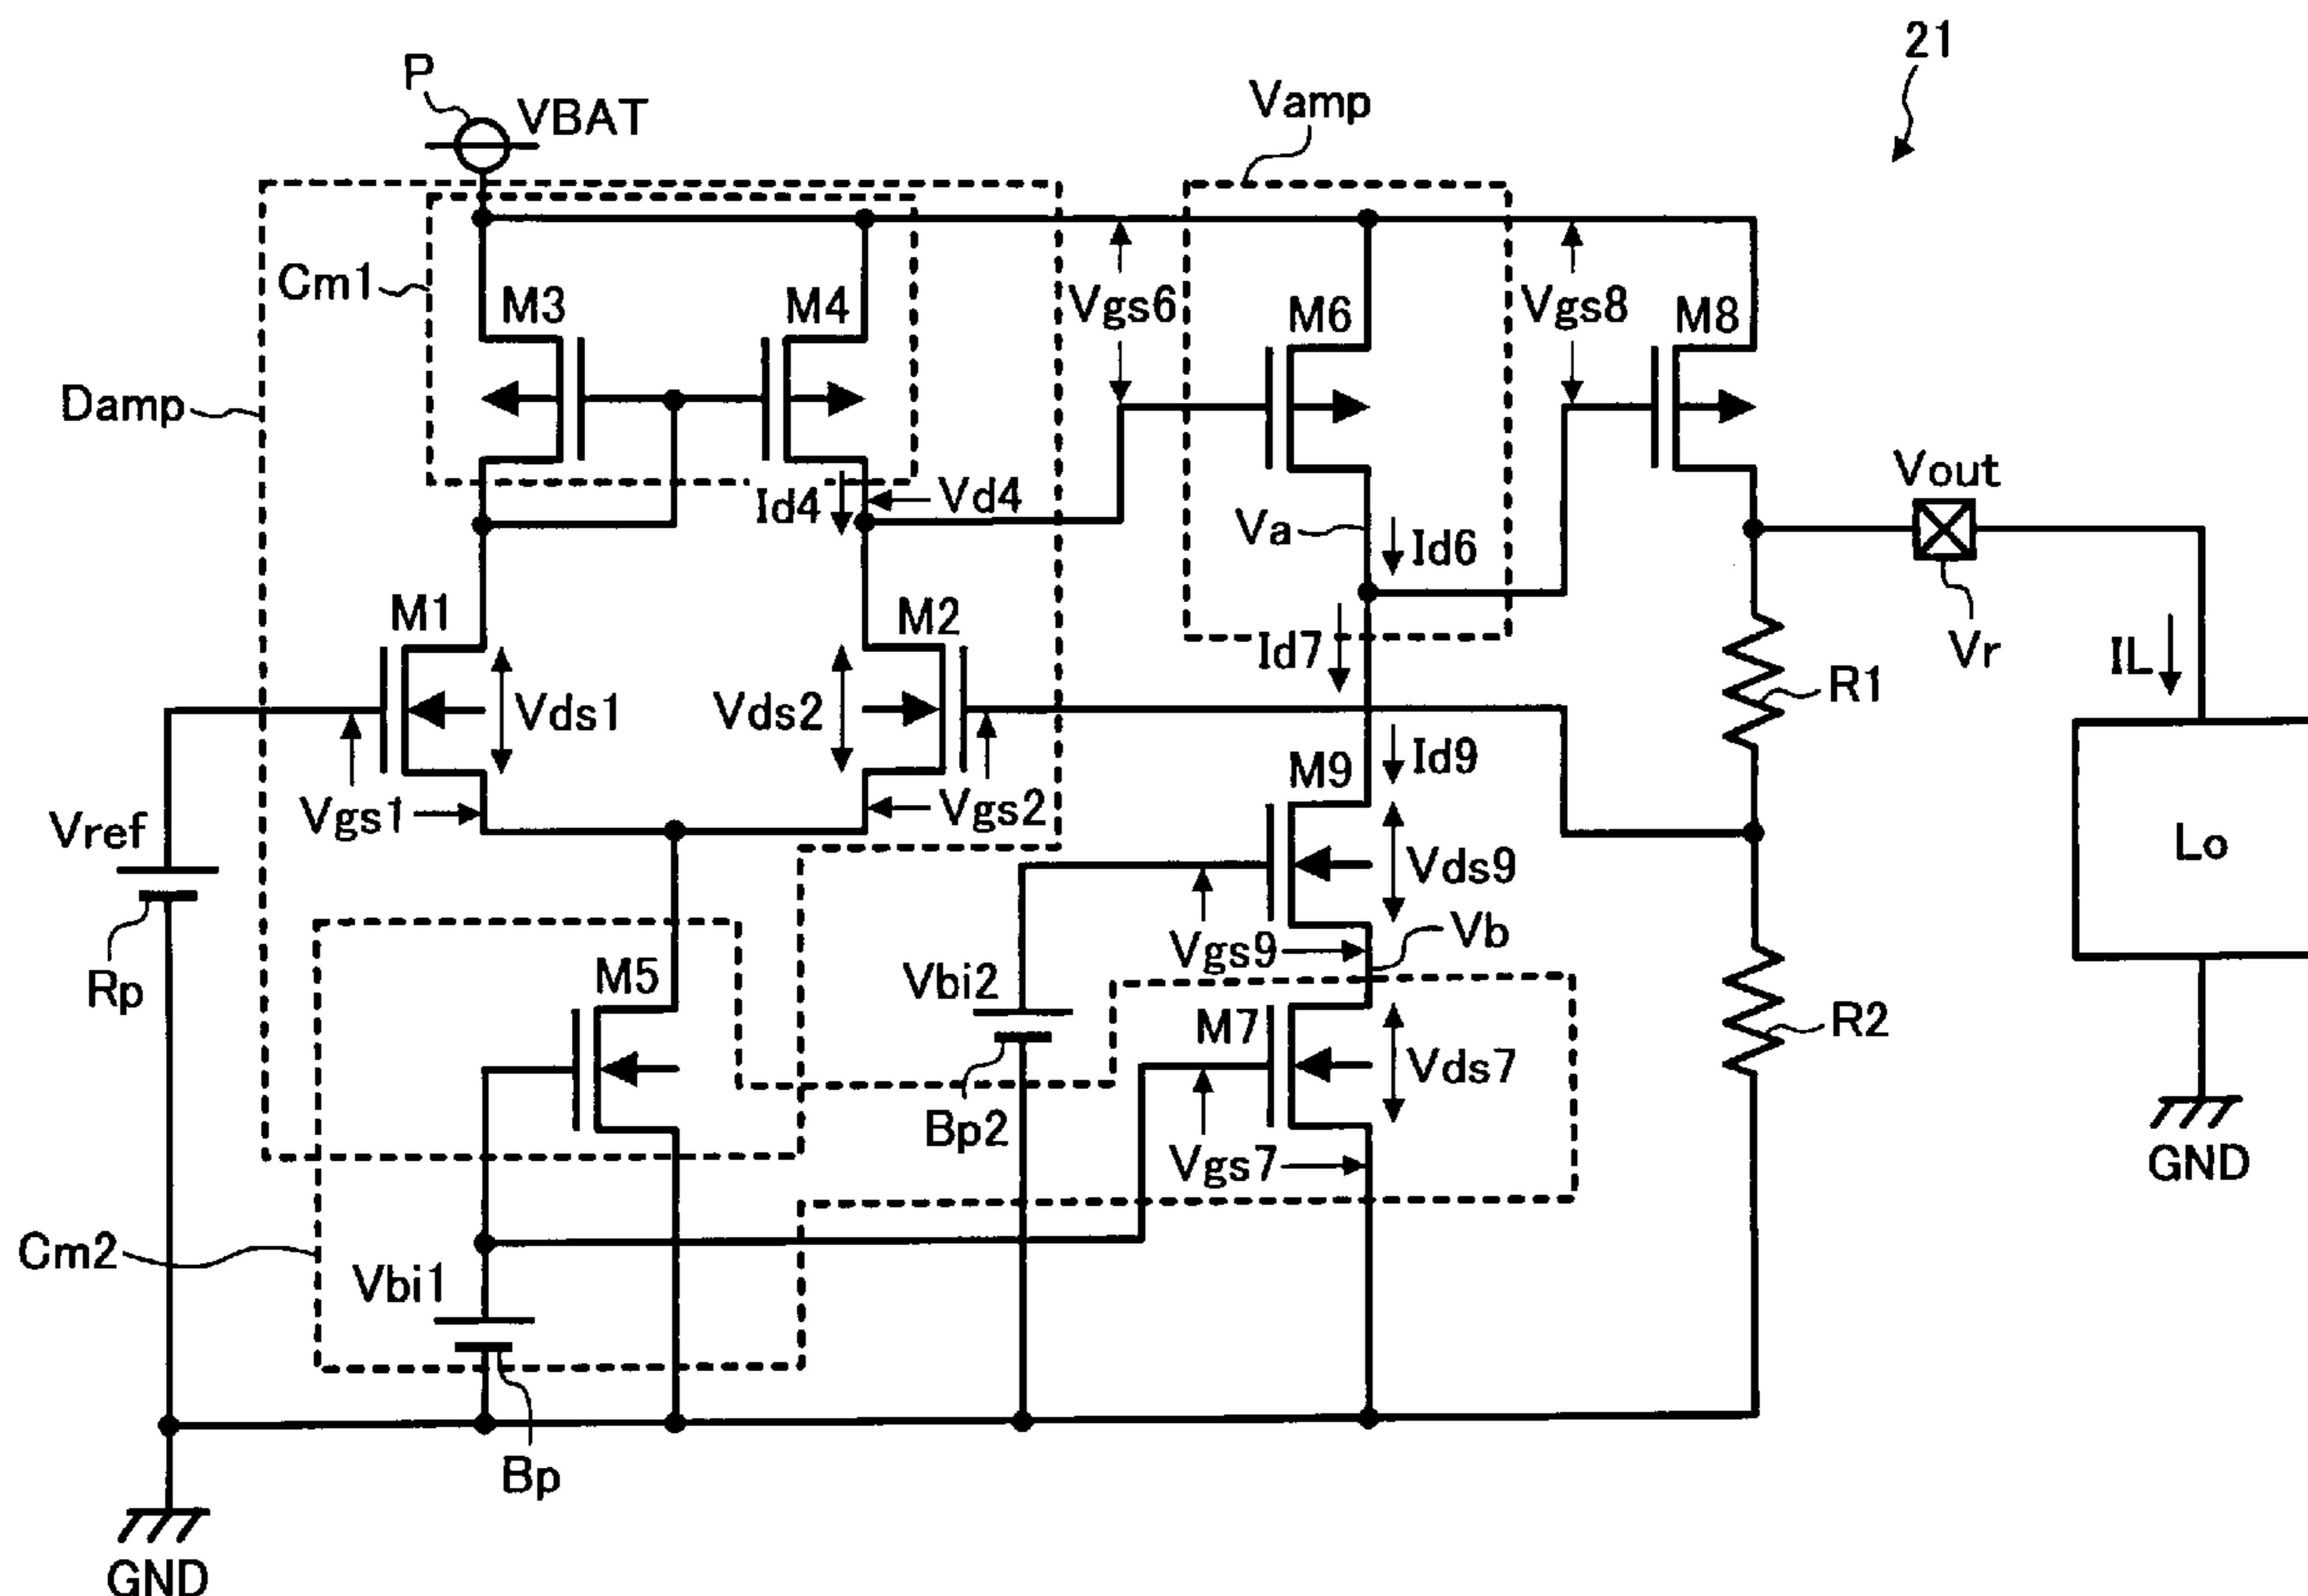 21
P
VBAT
Vamp
Cm1
M3
M4
Vgs6
M6
Vgs8
M8
Damp
Id4
Vd4
Va
Id6
Vout
M1
M2
Id7
Vr
IL
R1
Vds1
Vds2
M9
Id9
Vref
Vgs1
Vgs2
Vds9
Lo
Rp
M5
Vbi2
Vgs9
Vb
M7
R2
Vds7
Bp2
Vgs7
GND
Cm2
Vbi1
Bp
GND